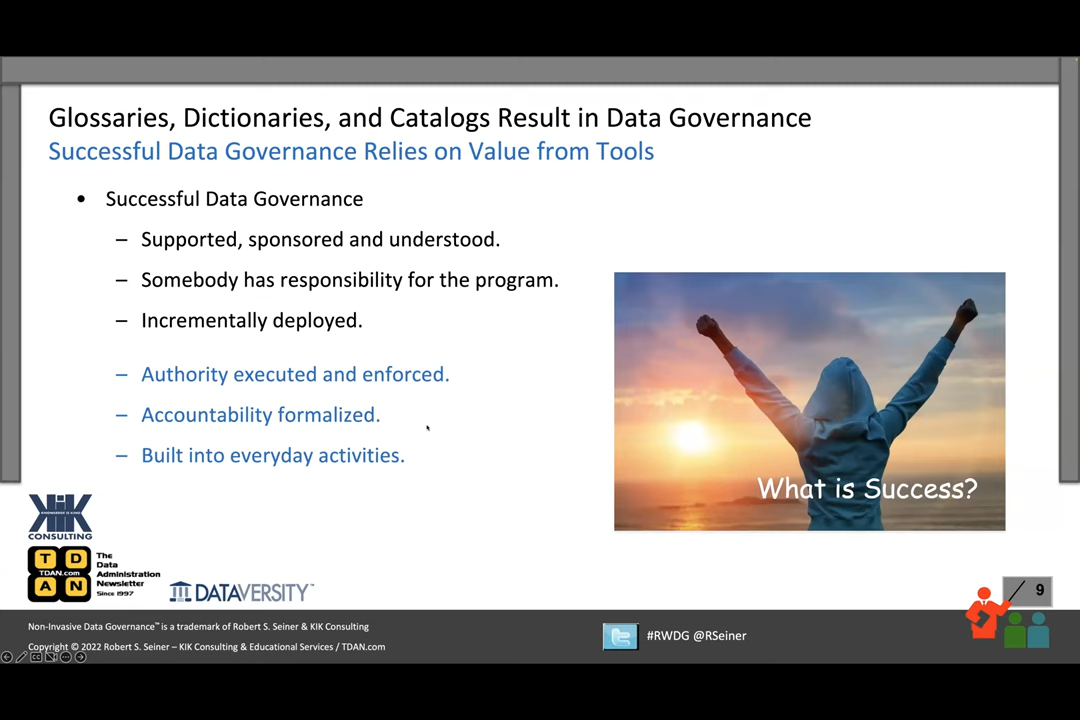 Glossaries, Dictionaries, and Catalogs Result in Data Governance
Successful Data Governance Relies on Value from Tools
• Successful Data Governance
– Supported, sponsored and understood.
– Somebody has responsibility for the program.
– Incrementally deployed.
– Authority executed and enforced.
– Accountability formalized.
– Built into everyday activities.
What is Success?
KIK
KNOWLEDGE IS KING
CONSULTING
T D
TDAN.com
A N
The
Data
Administration
Newsletter
Since 1997
DATAVERSITY™
9
Non-Invasive Data Governance™ is a trademark of Robert S. Seiner & KIK Consulting
Copyright © 2022 Robert S. Seiner – KIK Consulting & Educational Services / TDAN.com
#RWDG @RSeiner